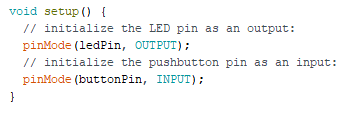 void setup() {
  // initialize the LED pin as an output:
  pinMode(ledPin, OUTPUT);
  // initialize the pushbutton pin as an input:
  pinMode(buttonPin, INPUT);
}